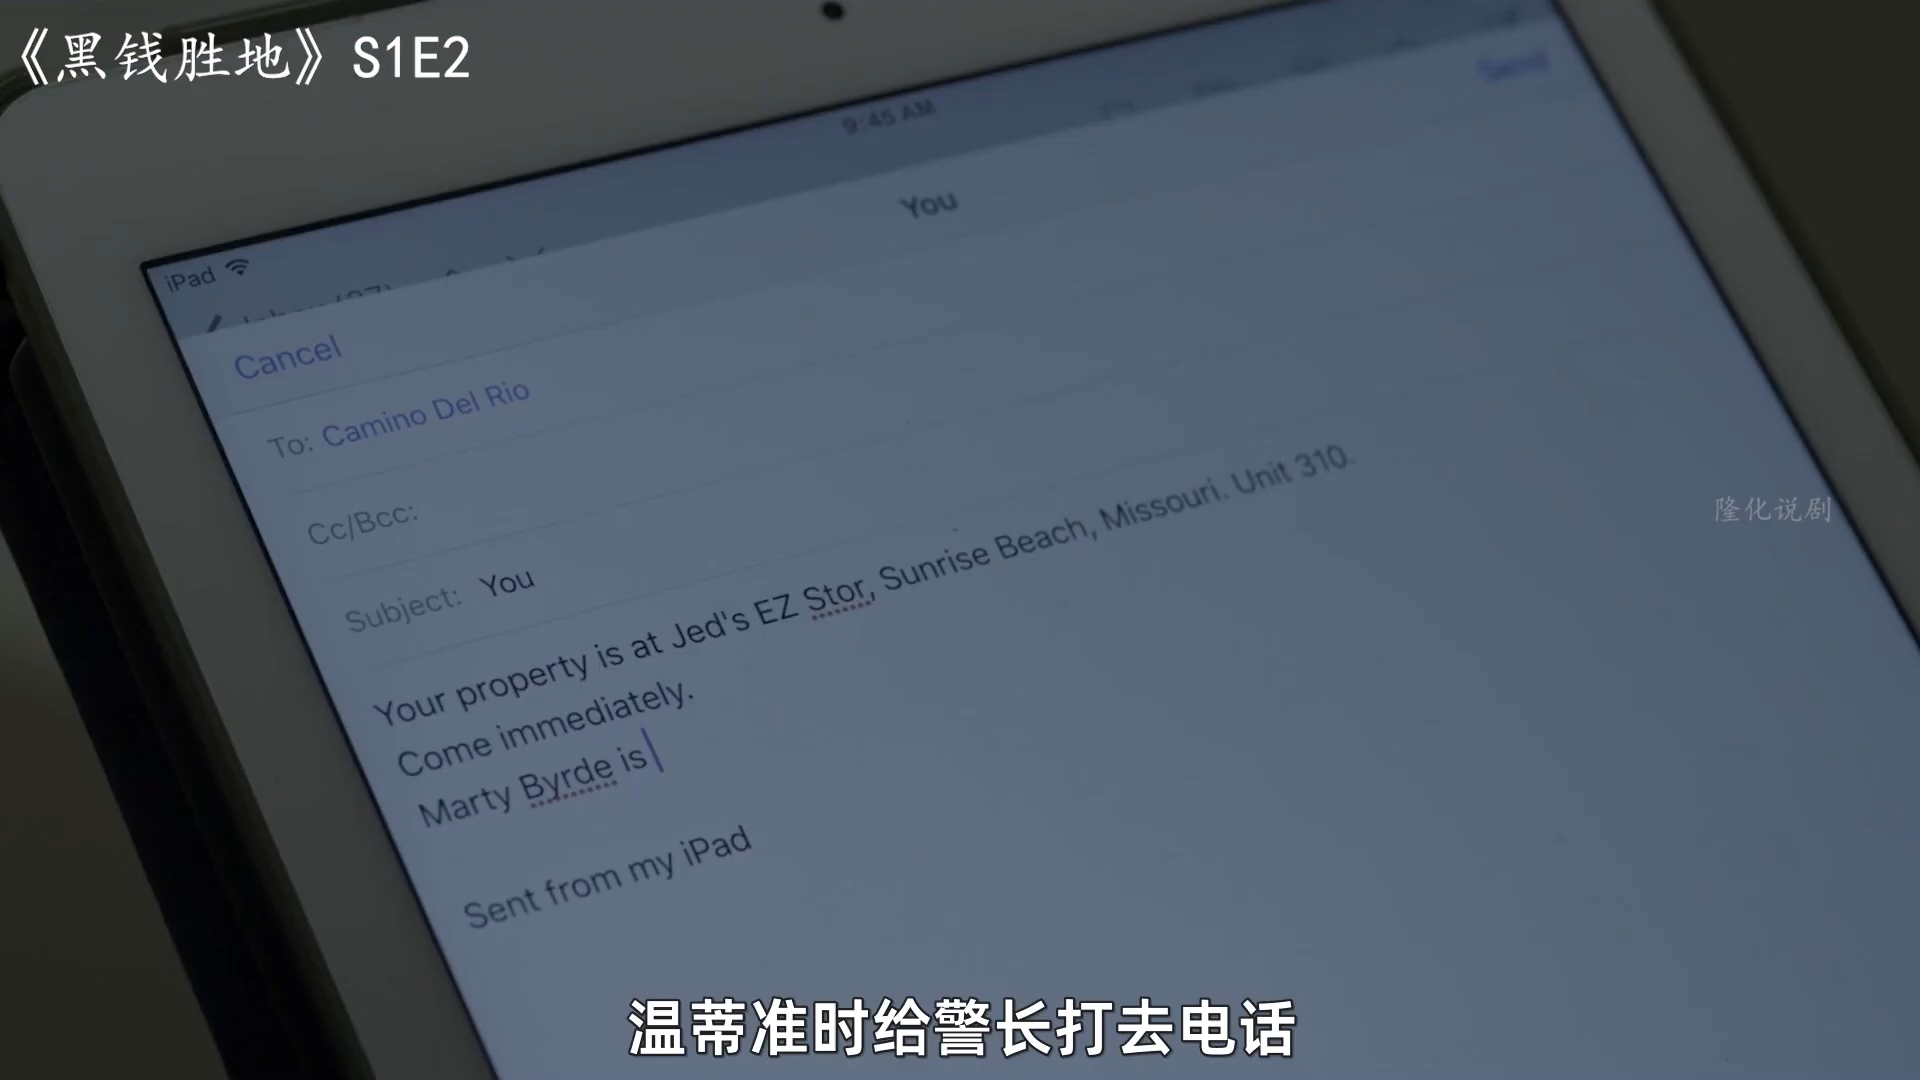 《黑钱胜地》S1E2
9:45 AM
Send
You
iPad
Cancel
To: Camino Del Rio
Cc/Bcc:
Subject: You
Your property is at Jed's EZ Stor, Sunrise Beach, Missouri. Unit 310.
Come immediately.
Marty Byrde is
Sent from my iPad
隆化说剧
温蒂准时给警长打去电话